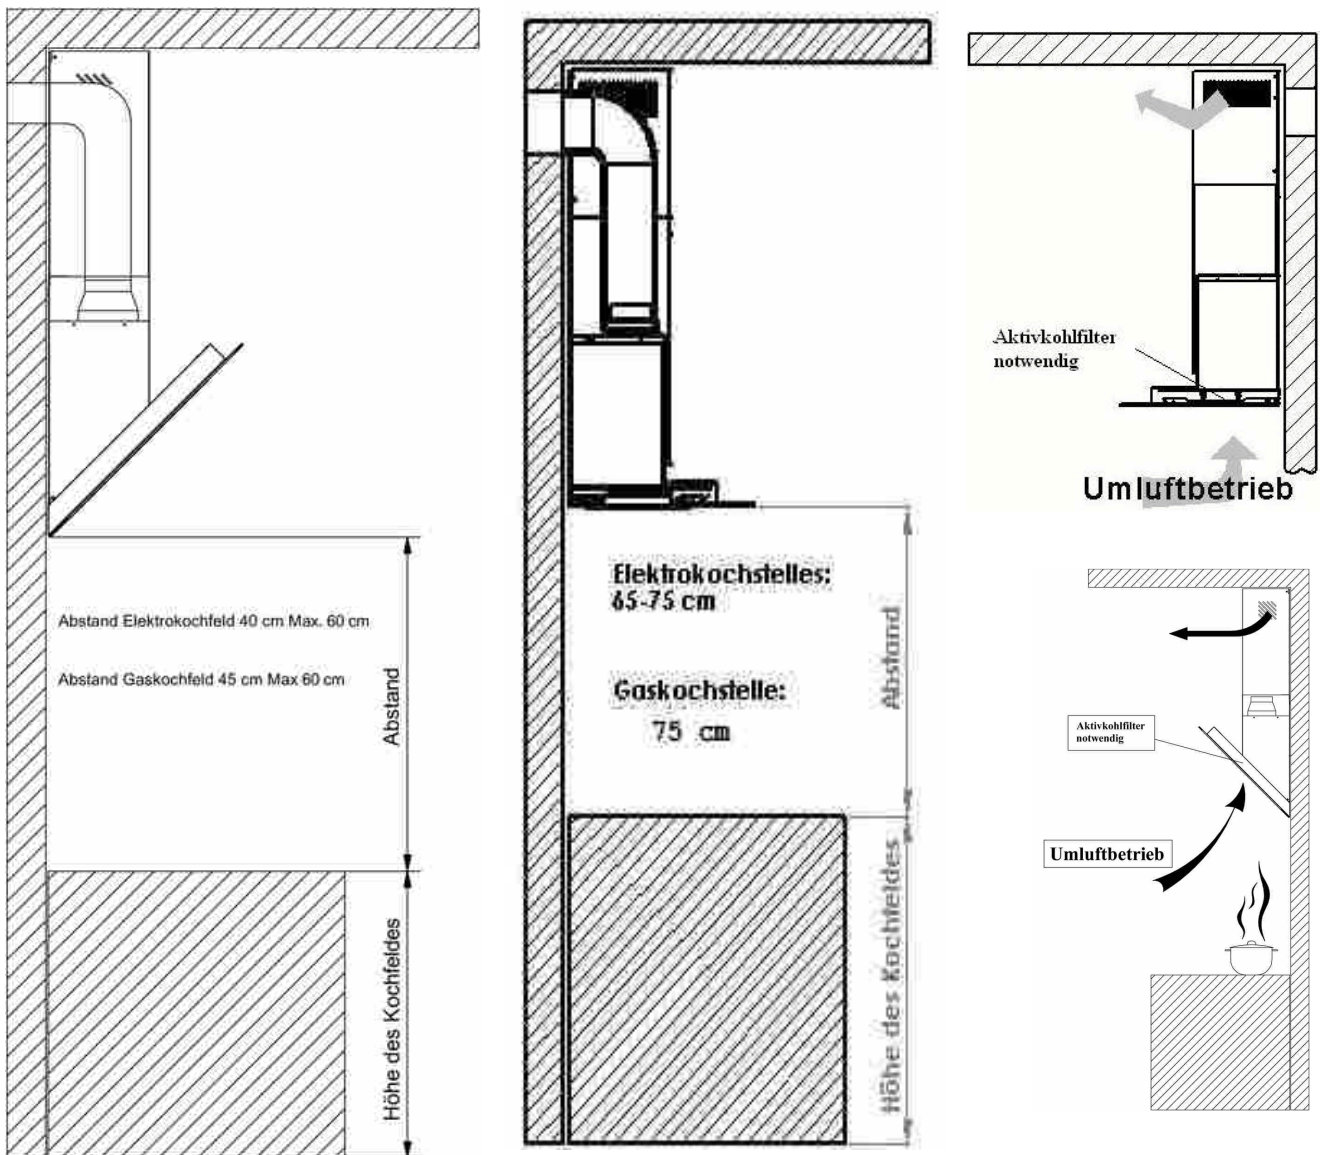 Abstand Elektrokochfeld 40 cm Max. 60 cm
Abstand Gaskochfeld 45 cm Max 60 cm
Abstand
Höhe des Kochfeldes
Elektrokochstelles:
65-75 cm
Gaskochstelle:
75 cm
Abstand
Höhe des Kochfeldes
Aktivkohlfilter
notwendig
Umluftbetrieb
Aktivkohlfilter
notwendig
Umluftbetrieb